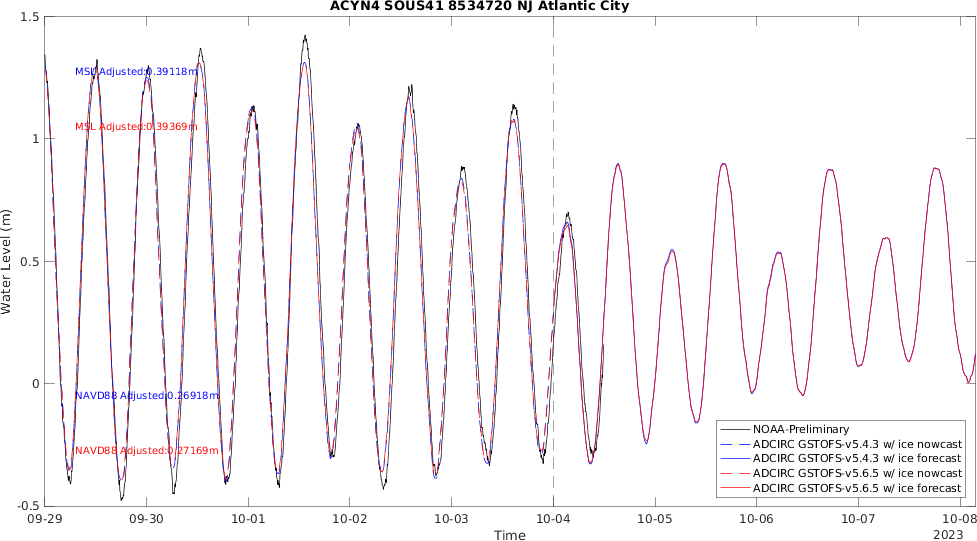 ACYN4 SOUS41 8534720 NJ Atlantic City
1.5
1
0.5
0
-0.5
Water Level (m)
MSL Adjusted:0.39118m
MSL Adjusted:0.39369m
NAVD88 Adjusted:0.26918m
NAVD88 Adjusted:0.27169m
NOAA-Preliminary
ADCIRC GSTOFS-v5.4.3 w/ ice nowcast
ADCIRC GSTOFS-v5.4.3 w/ ice forecast
ADCIRC GSTOFS-v5.6.5 w/ ice nowcast
ADCIRC GSTOFS-v5.6.5 w/ ice forecast
09-29 09-30 10-01 10-02 10-03 10-04 10-05 10-06 10-07 10-08
Time
2023